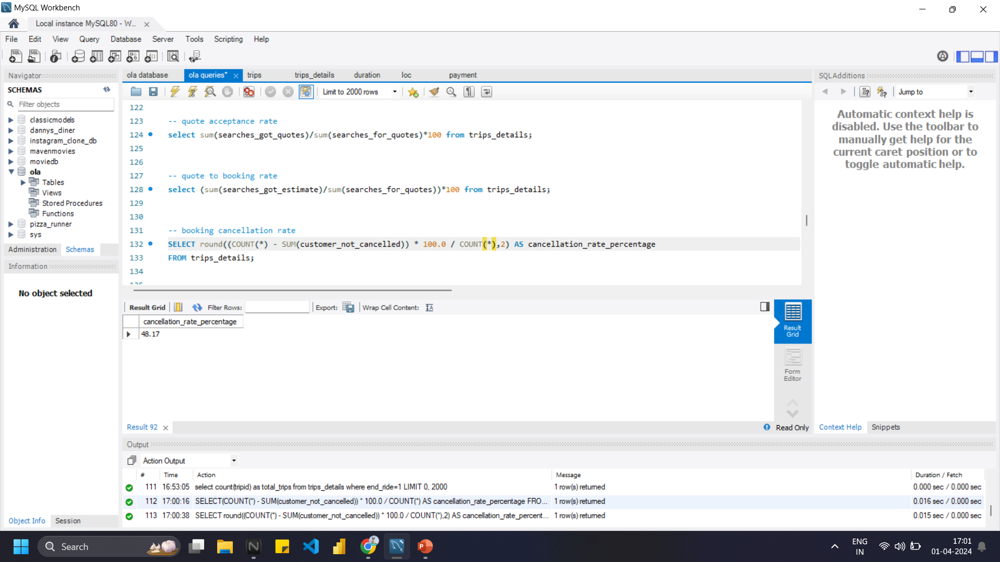 MySQL Workbench
Local instance MySQL80 - W...
File Edit View Query Database Server Tools Scripting Help
Navigator
SCHEMAS
Filter objects
classicmodels
dannys_diner
instagram_clone_db
mavenmovies
moviedb
ola
Tables
Views
Stored Procedures
Functions
pizza_runner
sys
Administration Schemas
Information
No object selected
Object Info Session
ola database ola queries* trips trips_details duration loc payment
Limit to 2000 rows
122
123 -- quote acceptance rate
124 select sum(searches_got_quotes)/sum(searches_for_quotes)*100 from trips_details;
125
126
127 -- quote to booking rate
128 select (sum(searches_got_estimate)/sum(searches_for_quotes))*100 from trips_details;
129
130
131 -- booking cancellation rate
132 SELECT round((COUNT(*) - SUM(customer_not_cancelled)) * 100.0 / COUNT(*),2) AS cancellation_rate_percentage
133 FROM trips_details;
134
135
Result Grid Filter Rows: Export: Wrap Cell Content:
cancellation_rate_percentage
48.17
Result Grid
Form Editor
Result 92
Read Only
SQLAdditions
Jump to
Automatic context help is
disabled. Use the toolbar to
manually get help for the
current caret position or to
toggle automatic help.
Context Help Snippets
Output
Action Output
# Time Action Message Duration / Fetch
111 16:53:05 select count(tripid) as total_trips from trips_details where end_ride=1 LIMIT 0, 2000 1 row(s) returned 0.000 sec / 0.000 sec
112 17:00:16 SELECT(COUNT(*) - SUM(customer_not_cancelled)) * 100.0 / COUNT(*) AS cancellation_rate_percentage FRO... 1 row(s) returned 0.016 sec / 0.000 sec
113 17:00:38 SELECT round((COUNT(*) - SUM(customer_not_cancelled)) * 100.0 / COUNT(*),2) AS cancellation_rate_percent... 1 row(s) returned 0.015 sec / 0.000 sec
Search
ENG
IN
17:01
01-04-2024